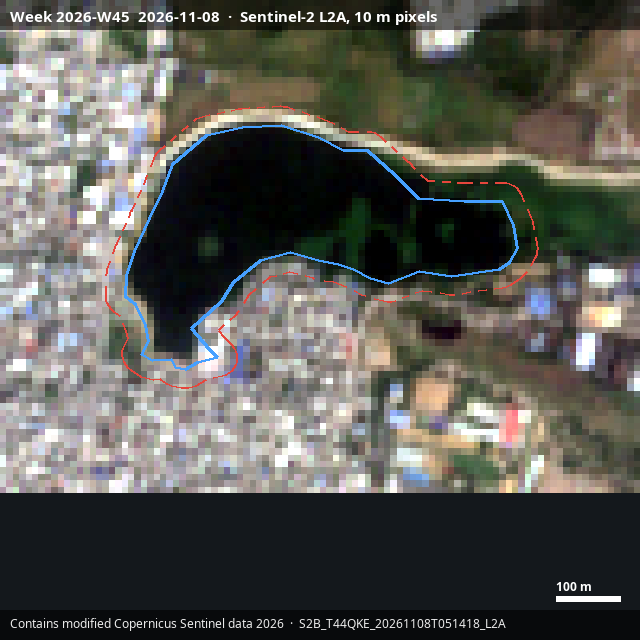 Week 2026-W45  2026-11-08  ·  Sentinel-2 L2A, 10 m pixels
100 m
Contains modified Copernicus Sentinel data 2026  ·  S2B_T44QKE_20261108T051418_L2A